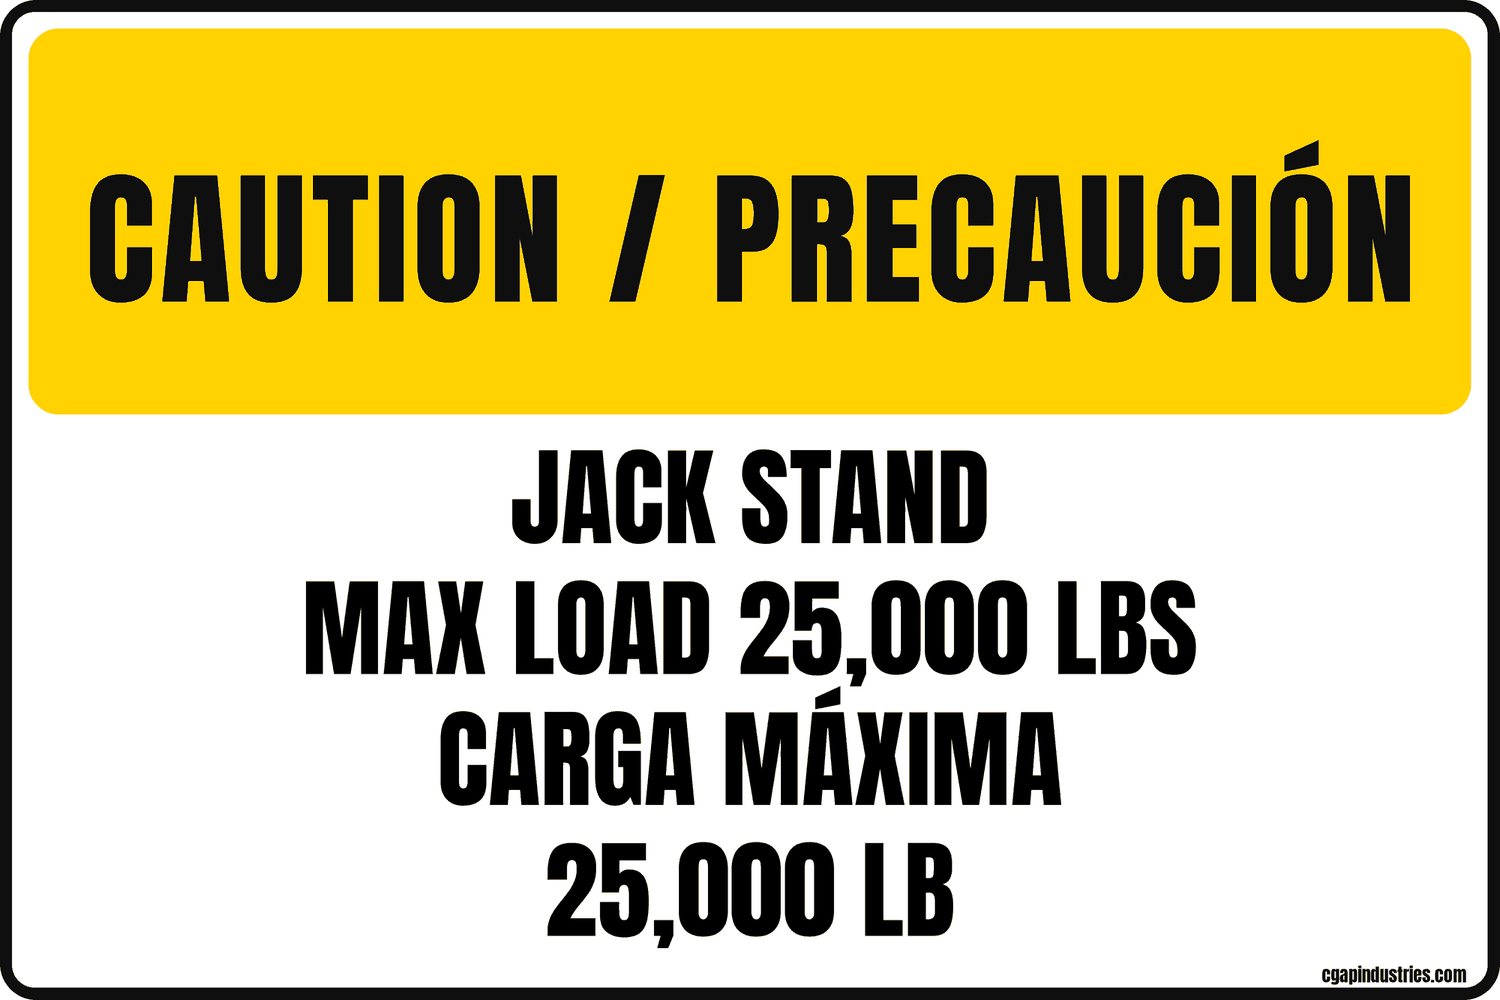 CAUTION / PRECAUCIÓN
JACK STAND
MAX LOAD 25,000 LBS
CARGA MÁXIMA
25,000 LB
cgapindustries.com